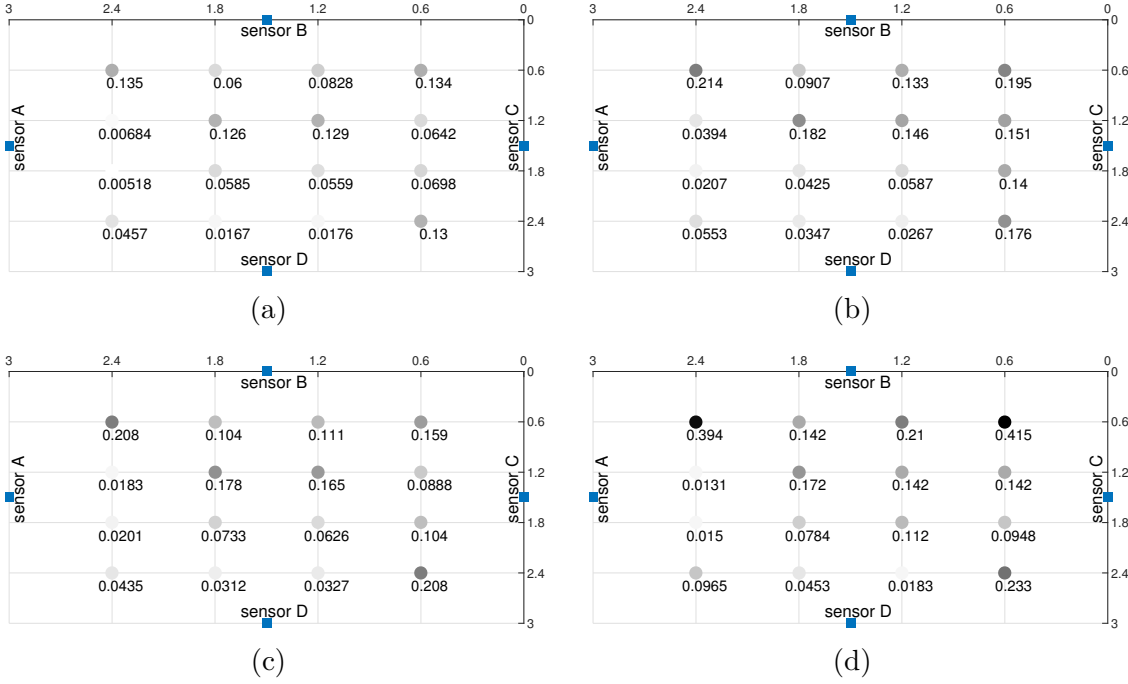 3 2.4 1.8 1.2 0.6 0
sensor B
0.135 0.06 0.0828 0.134 0.6
sensor A
0.00684 0.126 0.129 0.0642 1.2
sensor C
0.00518 0.0585 0.0559 0.0698 1.8
0.0457 0.0167 0.0176 0.13 2.4
sensor D
3
(a)
3 2.4 1.8 1.2 0.6 0
0
sensor B
0.214 0.0907 0.133 0.195 0.6
sensor A
0.0394 0.182 0.146 0.151 1.2
sensor C
0.0207 0.0425 0.0587 0.14 1.8
0.0553 0.0347 0.0267 0.176 2.4
sensor D
3
(b)
3 2.4 1.8 1.2 0.6 0
0
sensor B
0.208 0.104 0.111 0.159 0.6
sensor A
0.0183 0.178 0.165 0.0888 1.2
sensor C
0.0201 0.0733 0.0626 0.104 1.8
0.0435 0.0312 0.0327 0.208 2.4
sensor D
3
(c)
3 2.4 1.8 1.2 0.6 0
0
sensor B
0.394 0.142 0.21 0.415 0.6
sensor A
0.0131 0.172 0.142 0.142 1.2
sensor C
0.015 0.0784 0.112 0.0948 1.8
0.0965 0.0453 0.0183 0.233 2.4
sensor D
3
(d)